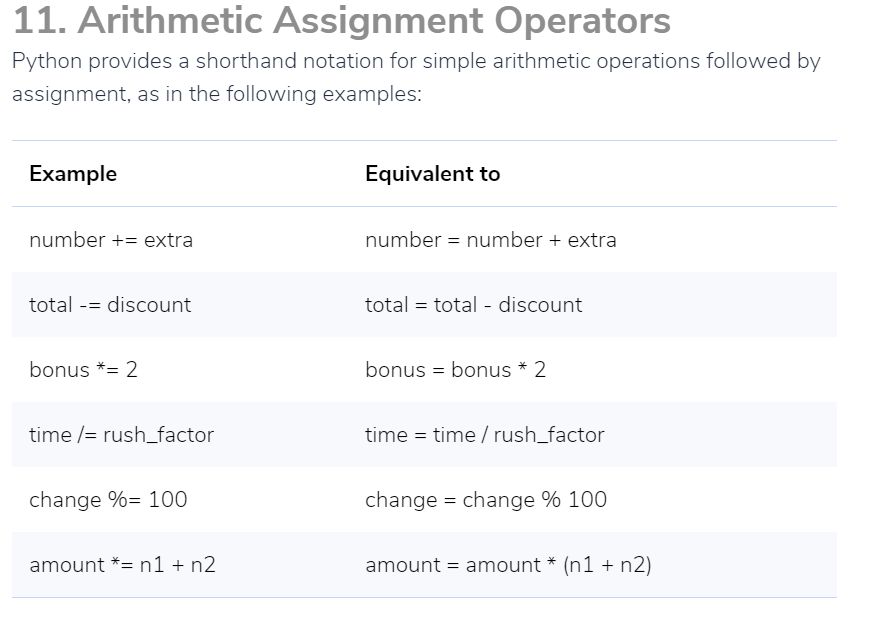 11. Arithmetic Assignment Operators
Python provides a shorthand notation for simple arithmetic operations followed by
assignment, as in the following examples:
Example Equivalent to
number += extra number = number + extra
total -= discount total = total - discount
bonus *= 2 bonus = bonus * 2
time /= rush_factor time = time / rush_factor
change %= 100 change = change % 100
amount *= n1 + n2 amount = amount * (n1 + n2)